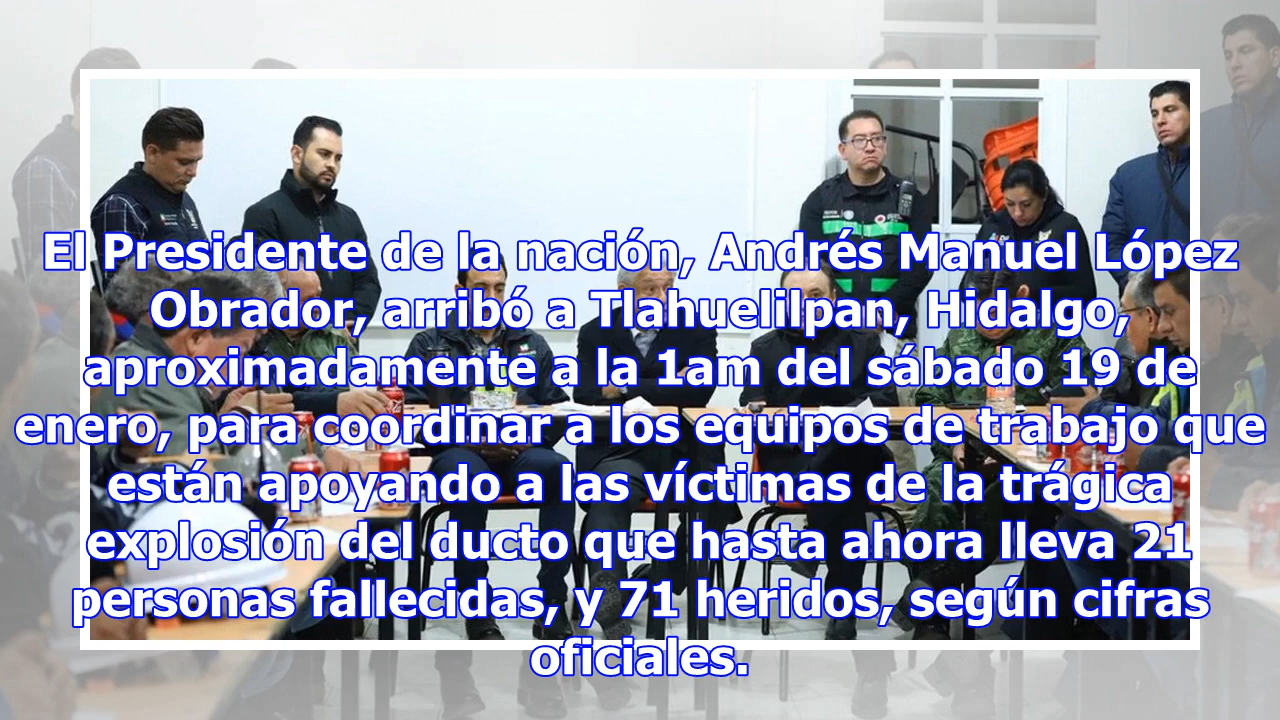 El Presidente de la nación, Andrés Manuel López
Obrador, arribó a Tlahuelilpan, Hidalgo,
aproximadamente a la 1am del sábado 19 de
enero, para coordinar a los equipos de trabajo que
están apoyando a las víctimas de la trágica
explosión del ducto que hasta ahora lleva 21
personas fallecidas, y 71 heridos, según cifras
oficiales.